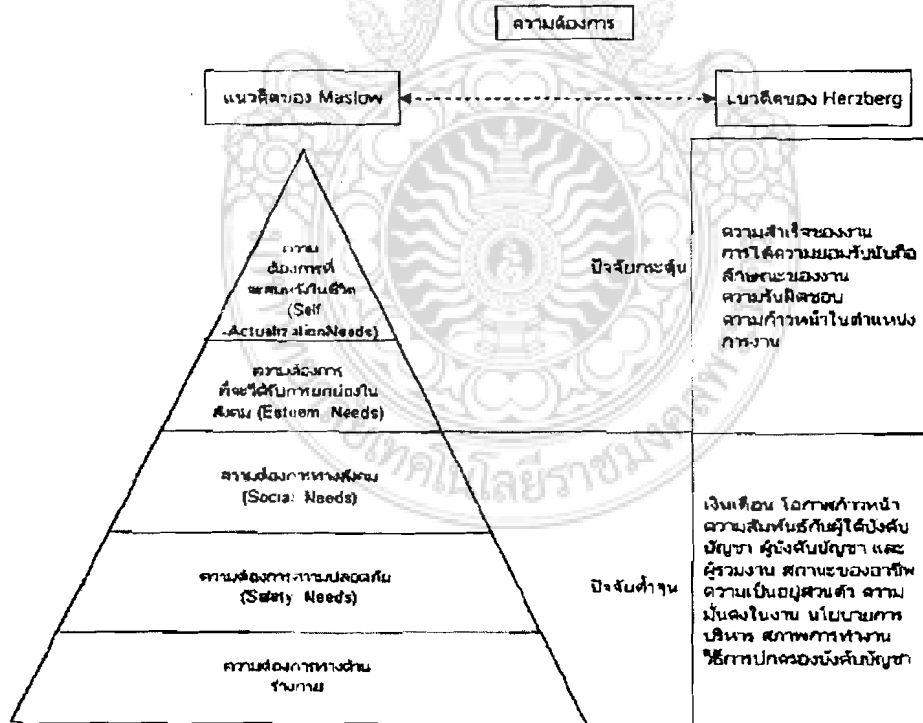 ความต้องการ
แนวคิดของ Maslow
แนวคิดของ Herzberg
ความ
ต้องการที่
จะสมหวังในชีวิต
(Self
-ActualizationNeeds)
ความต้องการ
ที่จะได้รับการยกย่องใน
สังคม (Esteem Needs)
ความต้องการทางสังคม
(Social Needs)
ความต้องการความปลอดภัย
(Safety Needs)
ความต้องการทางด้าน
ร่างกาย
ปัจจัยกระตุ้น
ความสำเร็จของงาน
การได้ความยอมรับนับถือ
ลักษณะของงาน
ความรับผิดชอบ
ความก้าวหน้าในตำแหน่ง
การงาน
ปัจจัยค้ำจุน
เงินเดือน โอกาสก้าวหน้า
ความสัมพันธ์กับผู้ใต้บังคับ
บัญชา ผู้บังคับบัญชา และ
ผู้ร่วมงาน สถานะของอาชีพ
ความเป็นอยู่ส่วนตัว ความ
มั่นคงในงาน นโยบายการ
บริหาร สภาพการทำงาน
วิธีการปกครองบังคับบัญชา